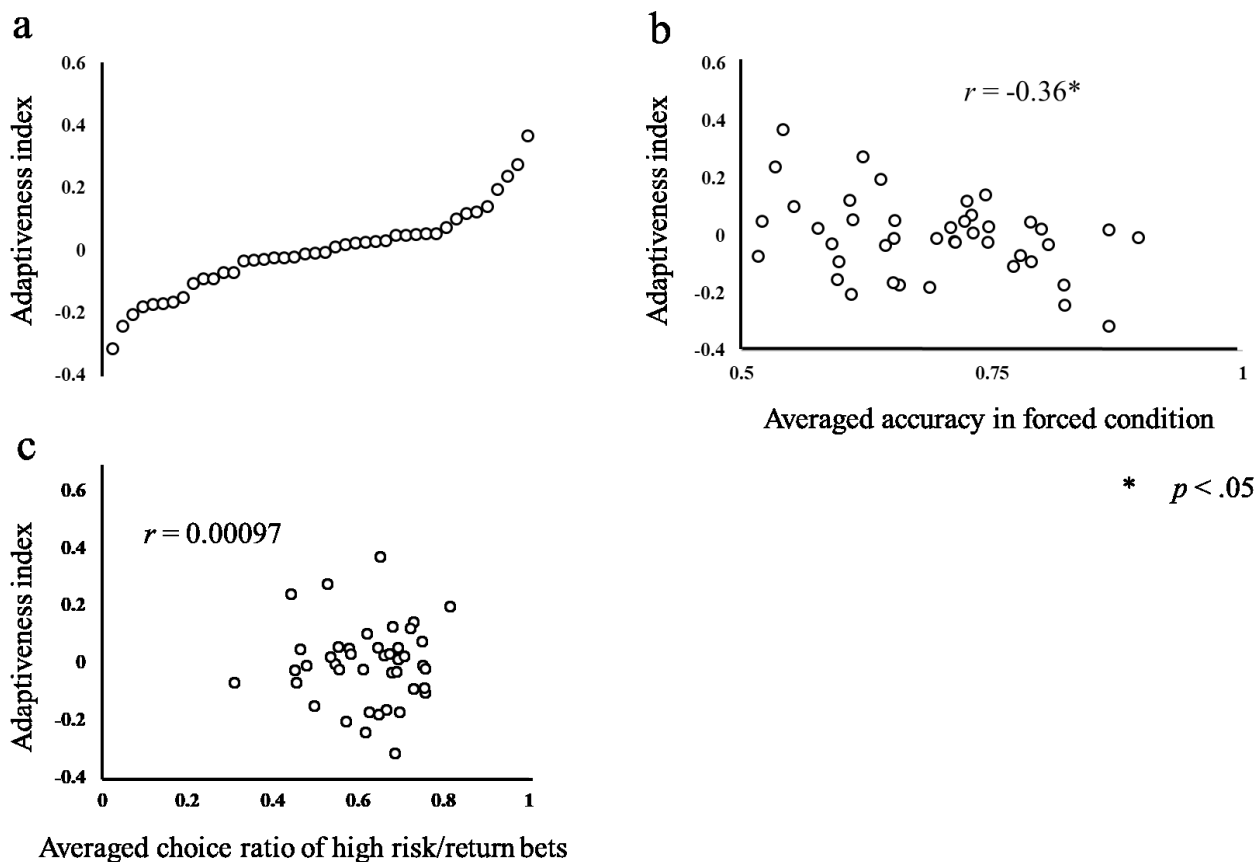 a
0.6
0.4
0.2
0
-0.2
-0.4
Adaptiveness index
b
0.6
0.4
0.2
0
-0.2
-0.4
Adaptiveness index
r = -0.36*
0.5
0.75
1
Averaged accuracy in forced condition
* p < .05
c
0.6
0.4
0.2
0
-0.2
-0.4
Adaptiveness index
r = 0.00097
0
0.2
0.4
0.6
0.8
1
Averaged choice ratio of high risk/return bets